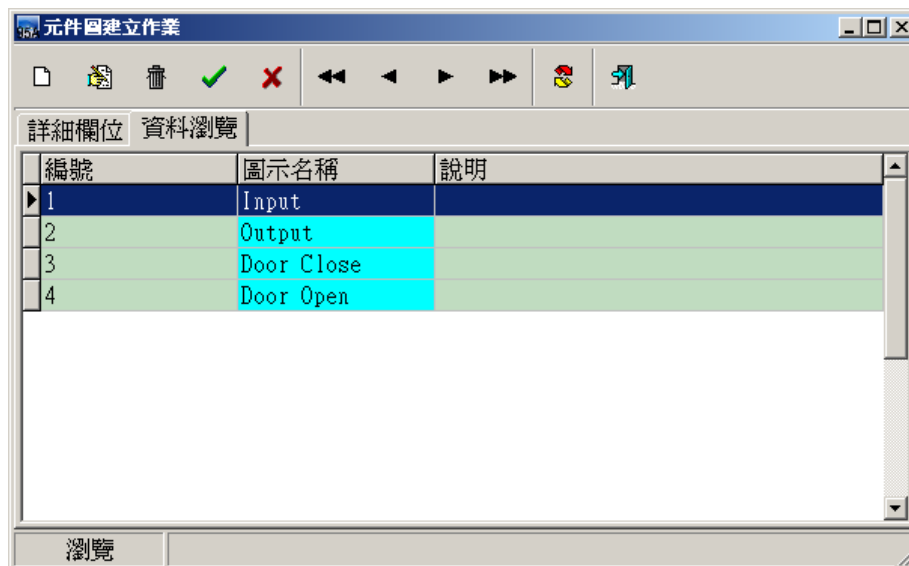 元件圖建立作業
詳細欄位 資料瀏覽
編號 圖示名稱 說明
1 Input
2 Output
3 Door Close
4 Door Open
瀏覽